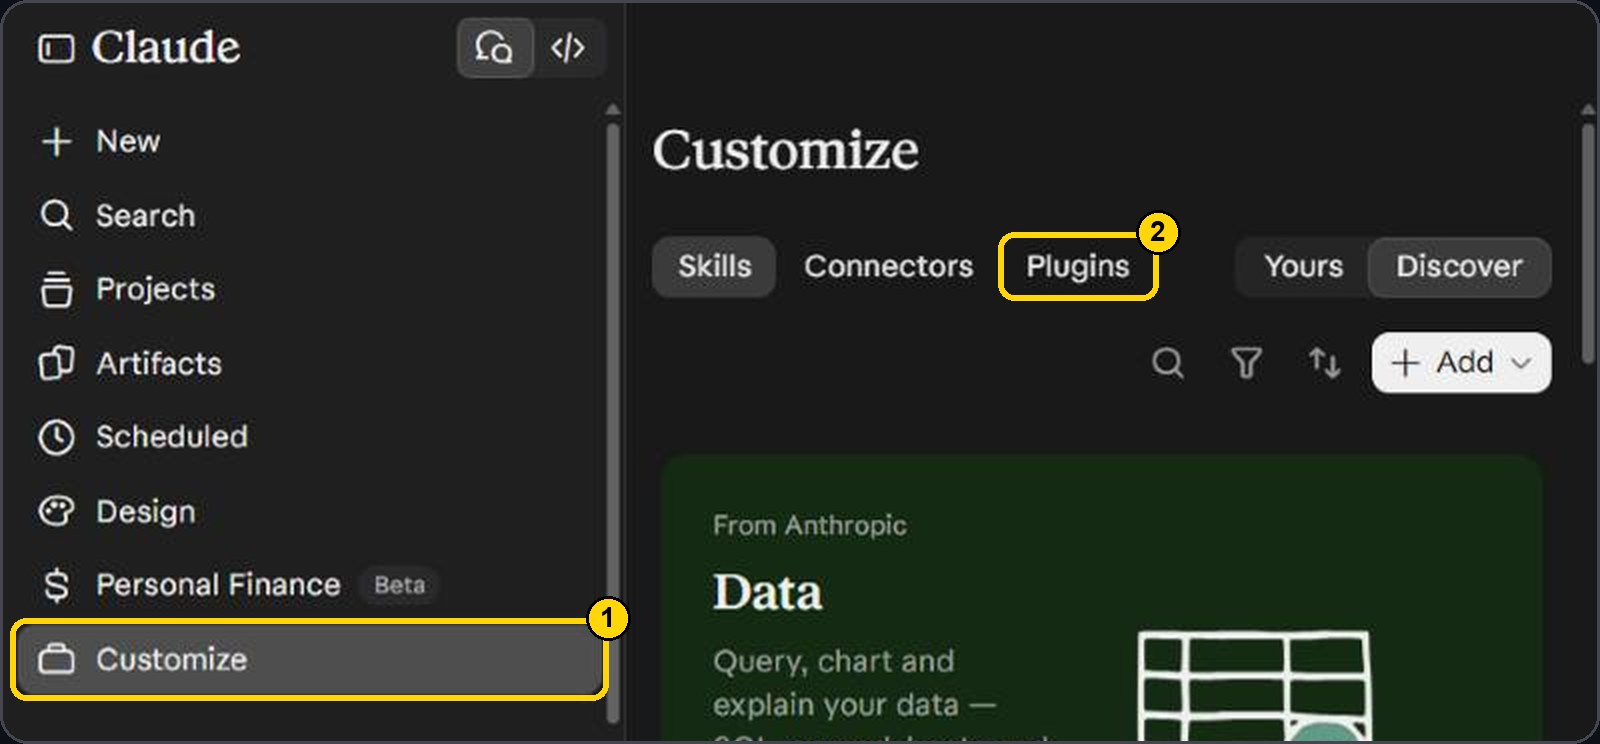 Claude
New
Search
Projects
Artifacts
Scheduled
Design
Personal Finance Beta
1
Customize
Customize
2
Skills Connectors Plugins Yours Discover
Add
From Anthropic
Data
Query, chart and
explain your data —